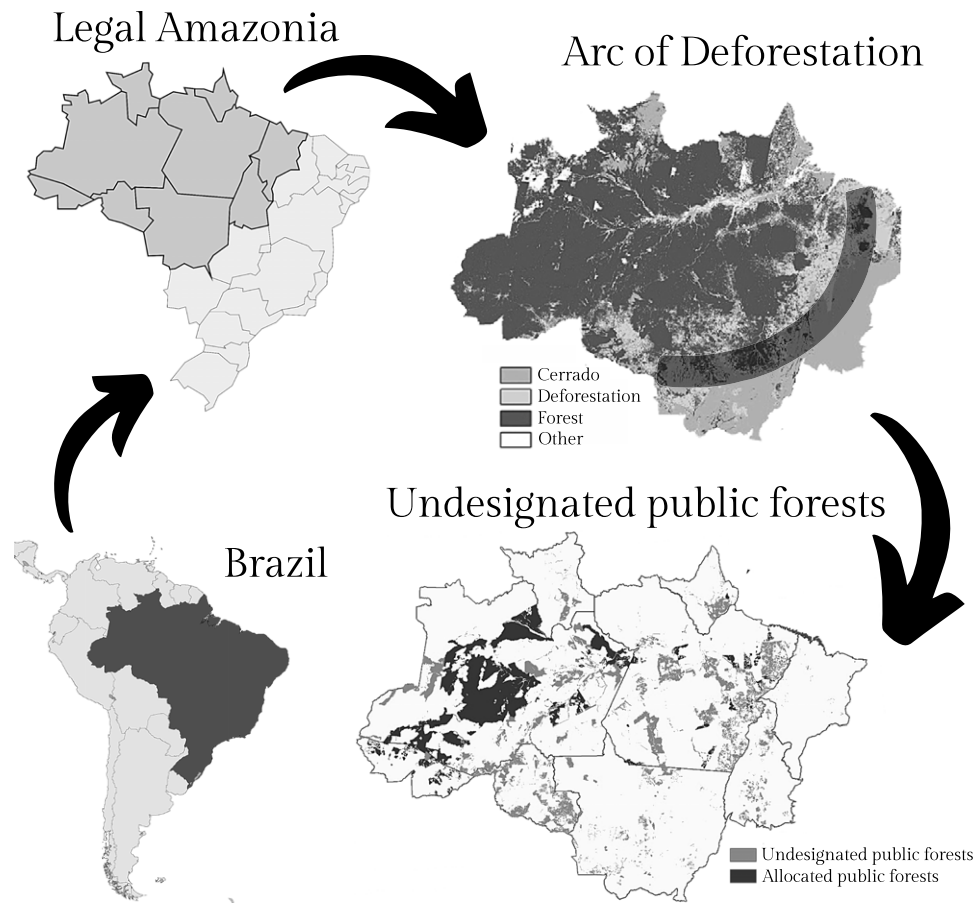 Legal Amazonia
Arc of Deforestation
Cerrado
Deforestation
Forest
Other
Undesignated public forests
Brazil
Undesignated public forests
Allocated public forests